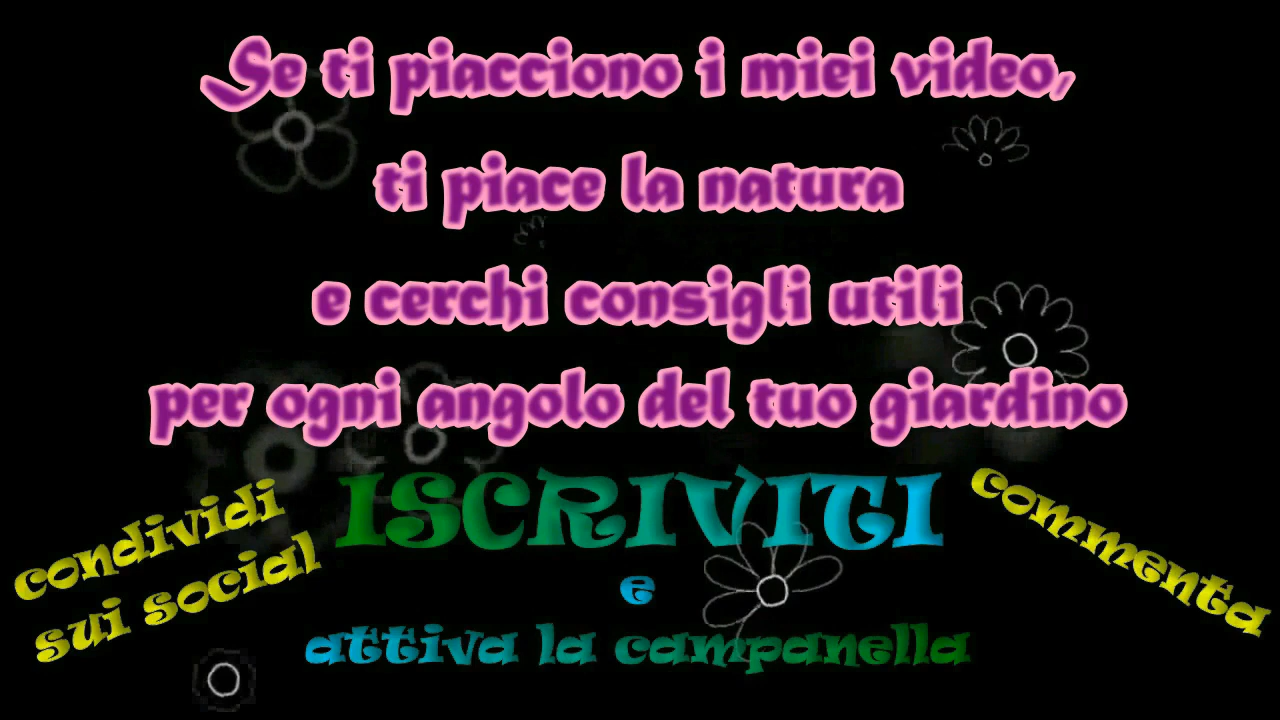 Se ti piacciono i miei video,
ti piace la natura
e cerchi consigli utili
per ogni angolo del tuo giardino
ISCRIVITI
e
attiva la campanella
condividi
sui social
commenta